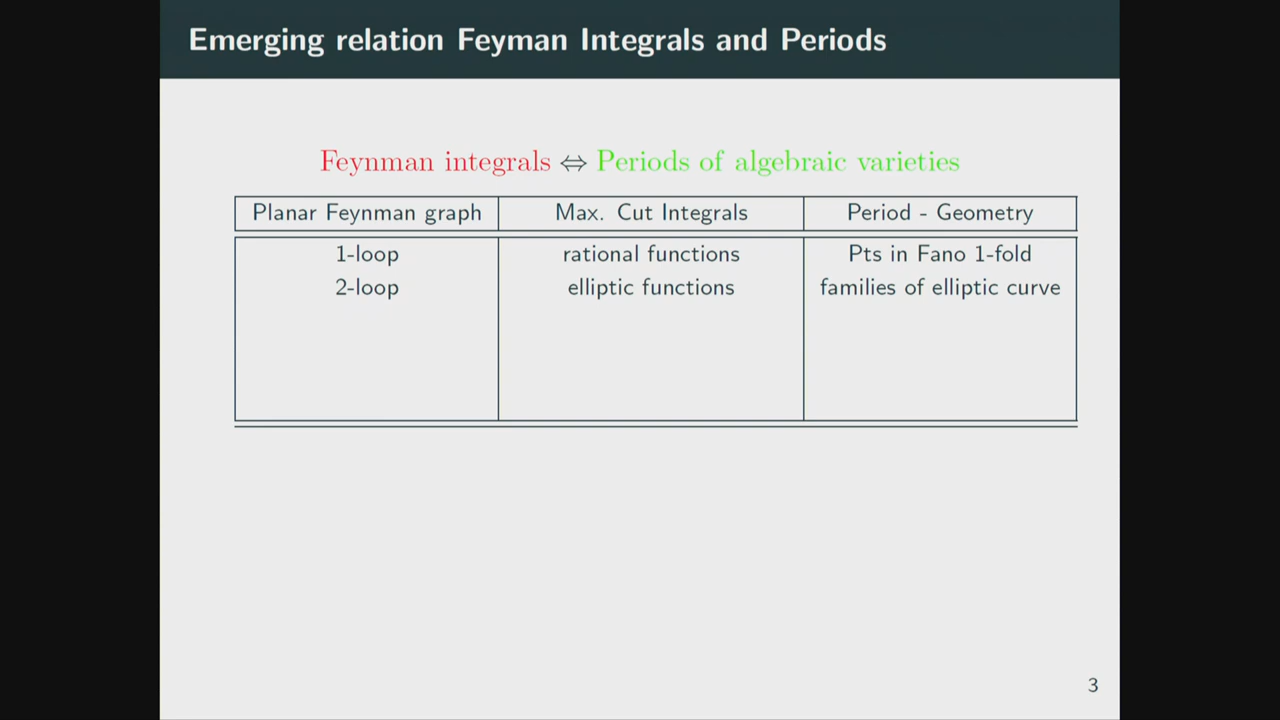 Emerging relation Feyman Integrals and Periods
Feynman integrals ⇔ Periods of algebraic varieties
Planar Feynman graph Max. Cut Integrals Period - Geometry
1-loop rational functions Pts in Fano 1-fold
2-loop elliptic functions families of elliptic curve
3